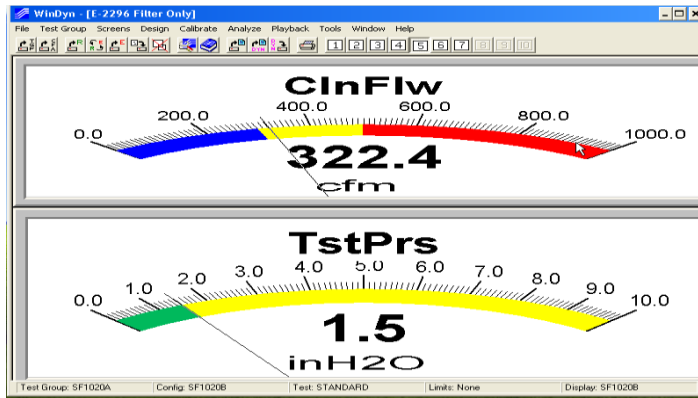 WinDyn - [E-2296 Filter Only]
File Test Group Screens Design Calibrate Analyze Playback Tools Window Help
1 2 3 4 5 6 7 8 9 10
ClnFlw
0.0 200.0 400.0 600.0 800.0 1000.0
322.4
cfm
TstPrs
0.0 1.0 2.0 3.0 4.0 5.0 6.0 7.0 8.0 9.0 10.0
1.5
inH2O
Test Group: SF1020A Config: SF1020B Test: STANDARD Limits: None Display: SF1020B